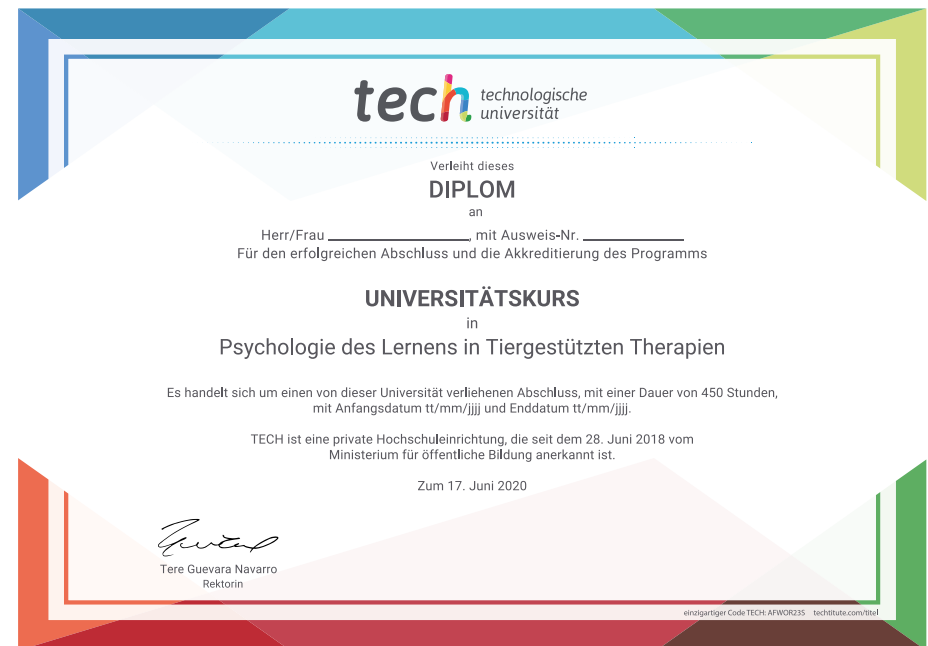 tech technologische
universität
Verleiht dieses
DIPLOM
an
Herr/Frau __________________, mit Ausweis-Nr. _____________
Für den erfolgreichen Abschluss und die Akkreditierung des Programms
UNIVERSITÄTSKURS
in
Psychologie des Lernens in Tiergestützten Therapien
Es handelt sich um einen von dieser Universität verliehenen Abschluss, mit einer Dauer von 450 Stunden,
mit Anfangsdatum tt/mm/jjjj und Enddatum tt/mm/jjjj.
TECH ist eine private Hochschuleinrichtung, die seit dem 28. Juni 2018 vom
Ministerium für öffentliche Bildung anerkannt ist.
Zum 17. Juni 2020
Tere Guevara Navarro
Rektorin
einzigartiger Code TECH: AFWOR23S techtitute.com/titel